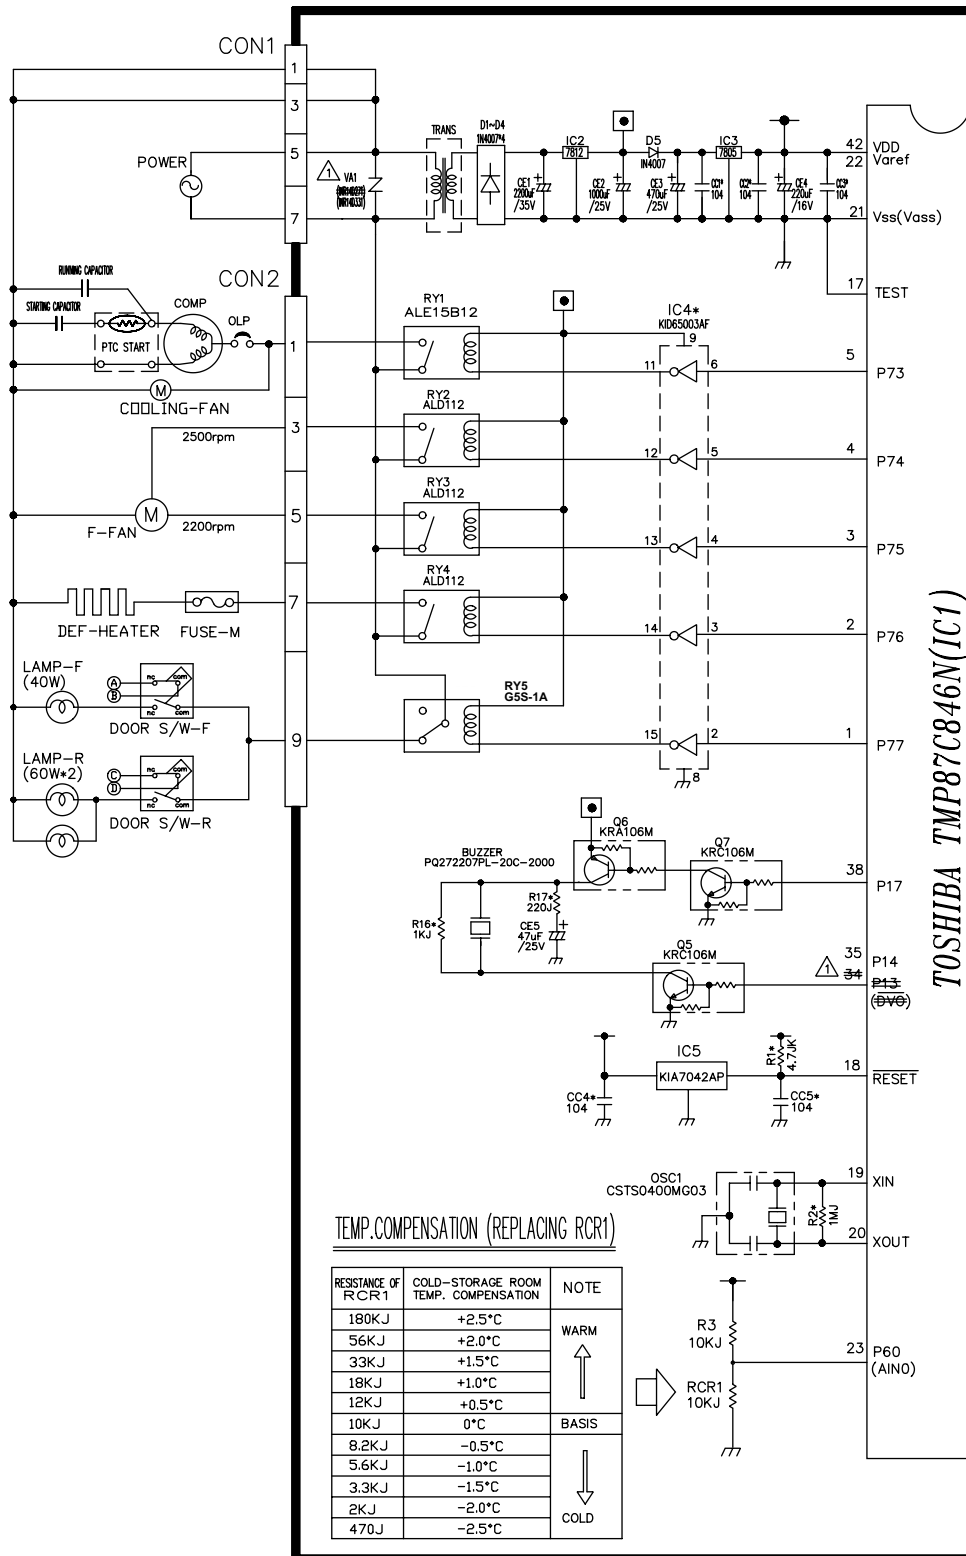 CON1
1
3
5
7
POWER
VA1
TRANS
D1~D4
1N4007*4
CE1
2200uF
/35V
IC2
7812
CE2
1000uF
/25V
D5
1N4007
CE3
470uF
/25V
CC1*
104
IC3
7805
CC2*
104
CE4
220uF
/16V
CC3*
104
42 VDD
22 Varef
21 Vss(Vass)
17 TEST
CON2
RUNNING CAPACITOR
STARTING CAPACITOR
PTC START
COMP
OLP
M
COOLING-FAN
1
RY1
ALE15B12
IC4*
KID65003AF
9
11
6
5 P73
2500rpm
3
RY2
ALD112
12
5
4 P74
M
F-FAN
2200rpm
5
RY3
ALD112
13
4
3 P75
DEF-HEATER
FUSE-M
7
RY4
ALD112
14
3
2 P76
LAMP-F
(40W)
A
B
nc
com
nc
com
DOOR S/W-F
LAMP-R
(60W*2)
C
D
nc
com
nc
com
DOOR S/W-R
9
RY5
G5S-1A
15
2
8
1 P77
TOSHIBA TMP87C846N(IC1)
BUZZER
PQ272207PL-20C-2000
R16*
1KJ
R17*
220J
CE5
47uF
/25V
Q6
KRA106M
Q7
KRC106M
38 P17
Q5
KRC106M
35 P14
1
34 P13
(DVO)
IC5
KIA7042AP
CC4*
104
R1*
4.7JK
CC5*
104
18 RESET
OSC1
CSTS0400MG03
R2*
1MJ
19 XIN
20 XOUT
R3
10KJ
RCR1
10KJ
23 P60
(AIN0)
TEMP.COMPENSATION (REPLACING RCR1)
RESISTANCE OF RCR1 COLD-STORAGE ROOM TEMP. COMPENSATION NOTE
180KJ +2.5°C
56KJ +2.0°C WARM
33KJ +1.5°C
18KJ +1.0°C
12KJ +0.5°C
10KJ 0°C BASIS
8.2KJ -0.5°C
5.6KJ -1.0°C
3.3KJ -1.5°C
2KJ -2.0°C COLD
470J -2.5°C